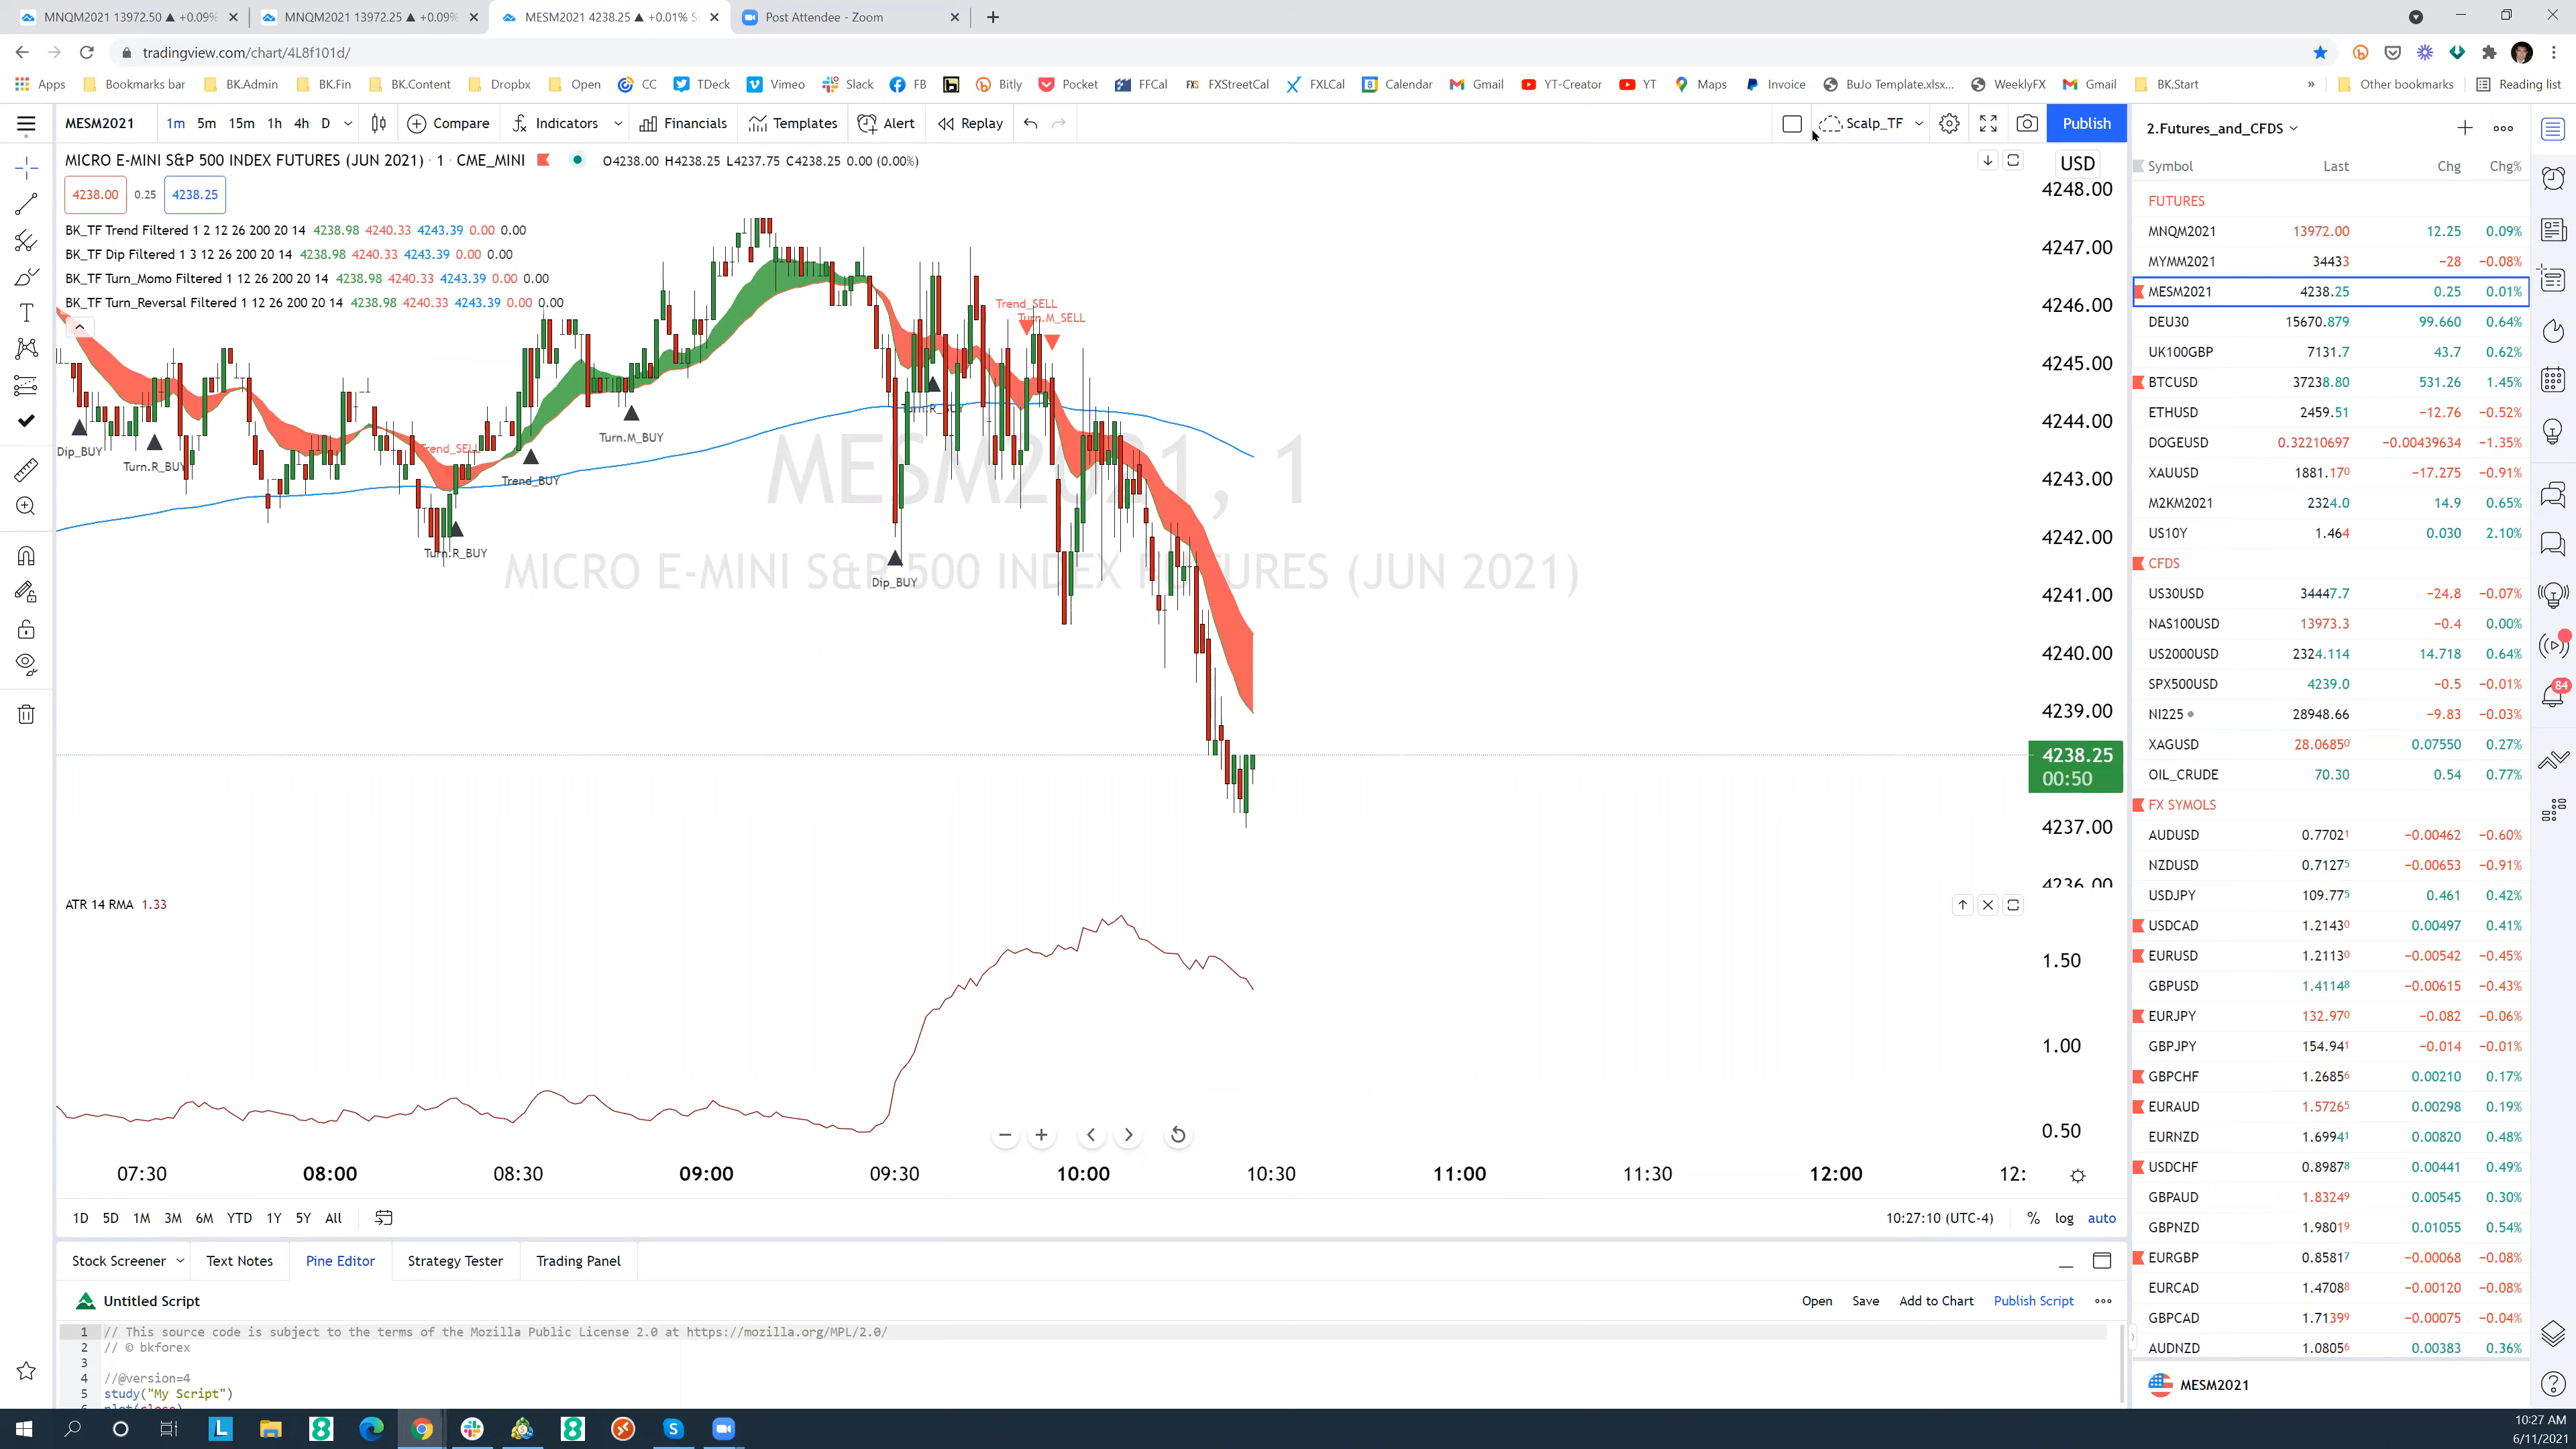 MNQM2021 13972.50 ▲ +0.09%
MNQM2021 13972.25 ▲ +0.09%
MESM2021 4238.25 ▲ +0.01% S
Post Attendee - Zoom
tradingview.com/chart/4L8f101d/
Apps Bookmarks bar BK.Admin BK.Fin BK.Content Dropbx Open CC TDeck Vimeo Slack FB Bitly Pocket FFCal FXStreetCal FXLCal Calendar Gmail YT-Creator YT Maps Invoice BuJo Template.xlsx... WeeklyFX Gmail BK.Start » Other bookmarks Reading list
MESM2021 1m 5m 15m 1h 4h D Compare Indicators Financials Templates Alert Replay Scalp_TF Publish
MICRO E-MINI S&P 500 INDEX FUTURES (JUN 2021) · 1 · CME_MINI O4238.00 H4238.25 L4237.75 C4238.25 0.00 (0.00%)
4238.00 0.25 4238.25
BK_TF Trend Filtered 1 2 12 26 200 20 14 4238.98 4240.33 4243.39 0.00 0.00
BK_TF Dip Filtered 1 3 12 26 200 20 14 4238.98 4240.33 4243.39 0.00 0.00
BK_TF Turn_Momo Filtered 1 12 26 200 20 14 4238.98 4240.33 4243.39 0.00 0.00
BK_TF Turn_Reversal Filtered 1 12 26 200 20 14 4238.98 4240.33 4243.39 0.00 0.00
Trend_SELL
Turn.M_SELL
Turn.R_BUY
Turn.M_BUY
Trend_SELL
Dip_BUY
Turn.R_BUY
Trend_BUY
Turn.R_BUY
Dip_BUY
MESM2021, 1
MICRO E-MINI S&P 500 INDEX FUTURES (JUN 2021)
USD
4248.00
4247.00
4246.00
4245.00
4244.00
4243.00
4242.00
4241.00
4240.00
4239.00
4238.25
00:50
4237.00
4236.00
ATR 14 RMA 1.33
1.50
1.00
0.50
07:30 08:00 08:30 09:00 09:30 10:00 10:30 11:00 11:30 12:00 12:
1D 5D 1M 3M 6M YTD 1Y 5Y All 10:27:10 (UTC-4) % log auto
Stock Screener Text Notes Pine Editor Strategy Tester Trading Panel
Untitled Script Open Save Add to Chart Publish Script
1 // This source code is subject to the terms of the Mozilla Public License 2.0 at https://mozilla.org/MPL/2.0/
2 // © bkforex
3
4 //@version=4
5 study("My Script")
6 plot(close)
2.Futures_and_CFDS
Symbol Last Chg Chg%
FUTURES
MNQM2021 13972.00 12.25 0.09%
MYMM2021 34433 −28 −0.08%
MESM2021 4238.25 0.25 0.01%
DEU30 15670.879 99.660 0.64%
UK100GBP 7131.7 43.7 0.62%
BTCUSD 37238.80 531.26 1.45%
ETHUSD 2459.51 −12.76 −0.52%
DOGEUSD 0.32210697 −0.00439634 −1.35%
XAUUSD 1881.170 −17.275 −0.91%
M2KM2021 2324.0 14.9 0.65%
US10Y 1.464 0.030 2.10%
CFDS
US30USD 34447.7 −24.8 −0.07%
NAS100USD 13973.3 −0.4 0.00%
US2000USD 2324.114 14.718 0.64%
SPX500USD 4239.0 −0.5 −0.01%
NI225 28948.66 −9.83 −0.03%
XAGUSD 28.06850 0.07550 0.27%
OIL_CRUDE 70.30 0.54 0.77%
FX SYMOLS
AUDUSD 0.77021 −0.00462 −0.60%
NZDUSD 0.71275 −0.00653 −0.91%
USDJPY 109.775 0.461 0.42%
USDCAD 1.21430 0.00497 0.41%
EURUSD 1.21130 −0.00542 −0.45%
GBPUSD 1.41148 −0.00615 −0.43%
EURJPY 132.970 −0.082 −0.06%
GBPJPY 154.941 −0.014 −0.01%
GBPCHF 1.26856 0.00210 0.17%
EURAUD 1.57265 0.00298 0.19%
EURNZD 1.69941 0.00820 0.48%
USDCHF 0.89878 0.00441 0.49%
GBPAUD 1.83249 0.00545 0.30%
GBPNZD 1.98019 0.01055 0.54%
EURGBP 0.85817 −0.00068 −0.08%
EURCAD 1.47088 −0.00120 −0.08%
GBPCAD 1.71399 −0.00075 −0.04%
AUDNZD 1.08056 0.00383 0.36%
MESM2021
84
10:27 AM
6/11/2021